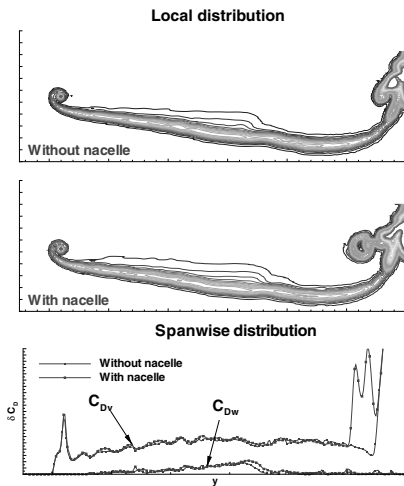 Local distribution
Without nacelle
With nacelle
Spanwise distribution
Without nacelle
With nacelle
C_Dv
C_Dw
δ C_D
y